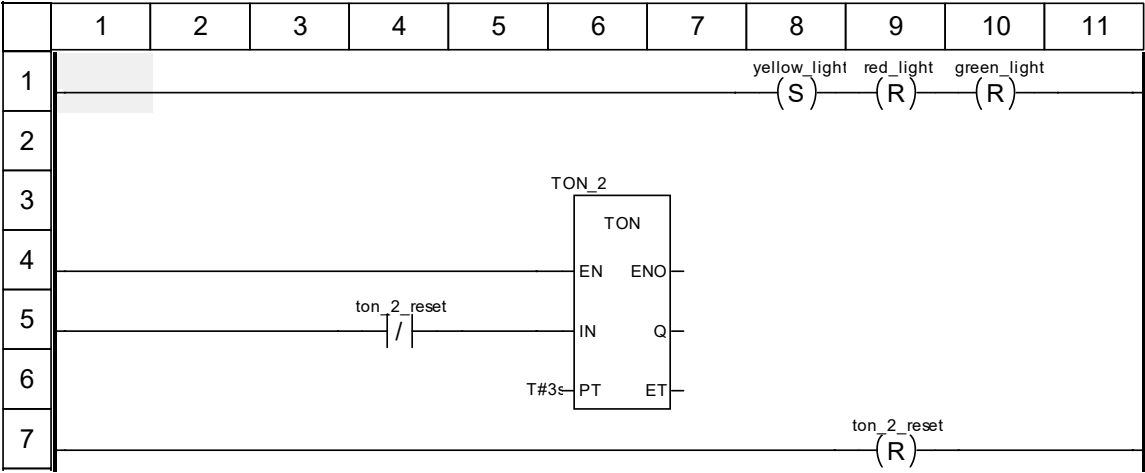 1 2 3 4 5 6 7 8 9 10 11
yellow_light red_light green_light
1 S R R
2
TON_2
3 TON
4 EN ENO
ton_2_reset
5 / IN Q
6 T#3s PT ET
ton_2_reset
7 R